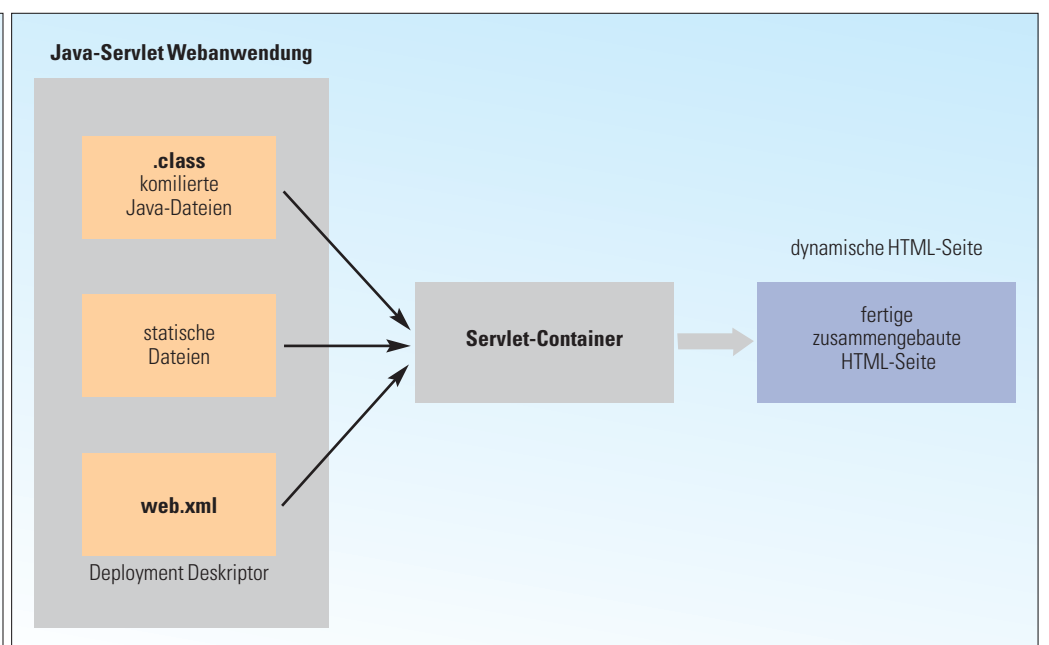 Java-Servlet Webanwendung
.class
komilierte
Java-Dateien
statische
Dateien
web.xml
Deployment Deskriptor
Servlet-Container
dynamische HTML-Seite
fertige
zusammengebaute
HTML-Seite